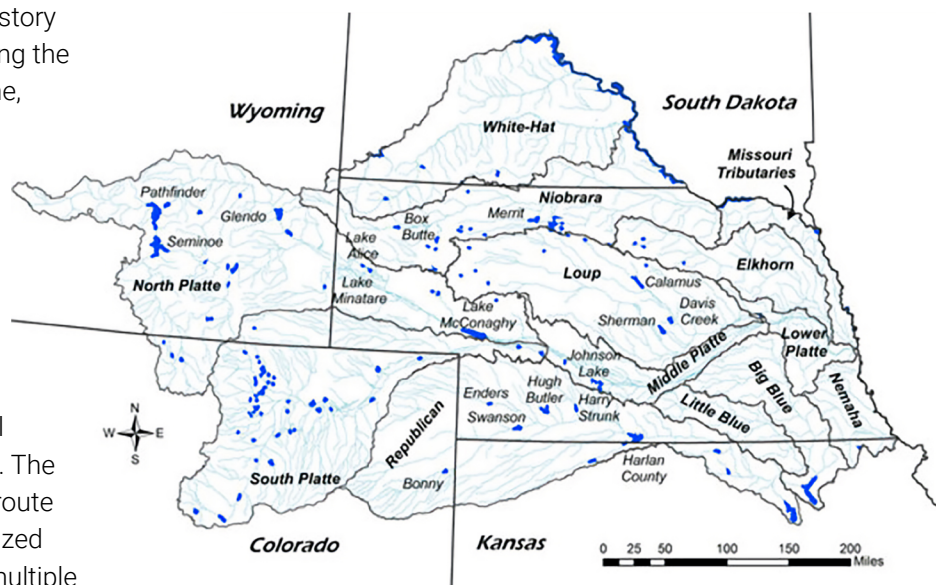 story
ng the
ne,
Wyoming
South Dakota
White-Hat
Missouri
Tributaries
Pathfinder
Glendo
Seminoe
North Platte
Box
Butte
Merrit
Niobrara
Lake
Alice
Lake
Minatare
Loup
Calamus
Elkhorn
Lake
McConaghy
Sherman
Davis
Creek
Middle Platte
Lower
Platte
Johnson
Lake
Enders
Hugh
Butler
Harry
Strunk
Swanson
Little Blue
Big Blue
Nemaha
Republican
N
W
E
S
South Platte
Bonny
Harlan
County
l
. The
route
zed
multiple
Colorado
Kansas
0 25 50 100 150 200
Miles